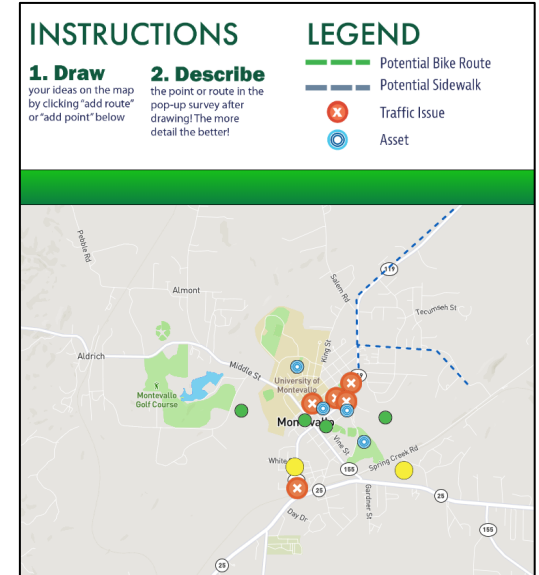 INSTRUCTIONS
LEGEND
1. Draw
your ideas on the map
by clicking "add route"
or "add point" below
2. Describe
the point or route in the
pop-up survey after
drawing! The more
detail the better!
Potential Bike Route
Potential Sidewalk
Traffic Issue
Asset
Pebble Rd
119
Salem Rd
Almont
Tecumseh St
King St
Aldrich
Middle St
University of
Montevallo
Montevallo
Golf Course
Vine St
White
155
Spring Creek Rd
25
Gardner St
25
Day Dr
155
25